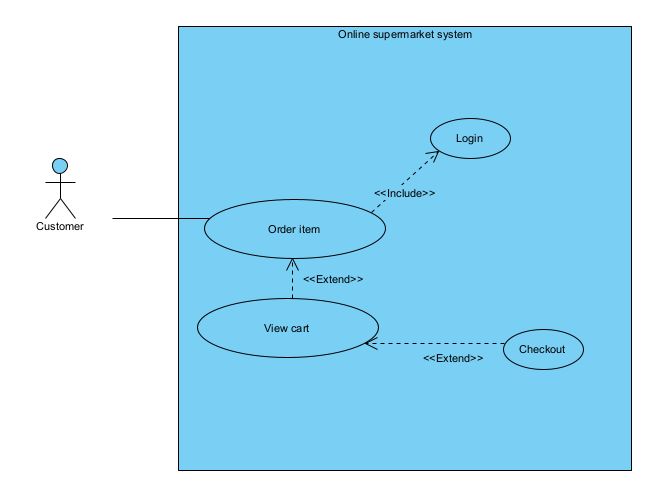 Online supermarket system
Login
<<Include>>
Customer
Order item
<<Extend>>
View cart
Checkout
<<Extend>>